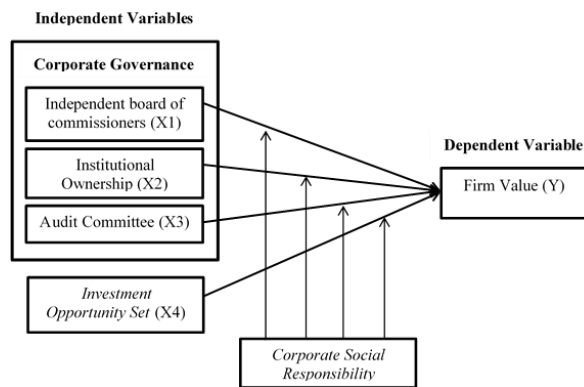 Independent Variables
Corporate Governance
Independent board of
commissioners (X1)
Institutional
Ownership (X2)
Audit Committee (X3)
Investment
Opportunity Set (X4)
Dependent Variable
Firm Value (Y)
Corporate Social
Responsibility